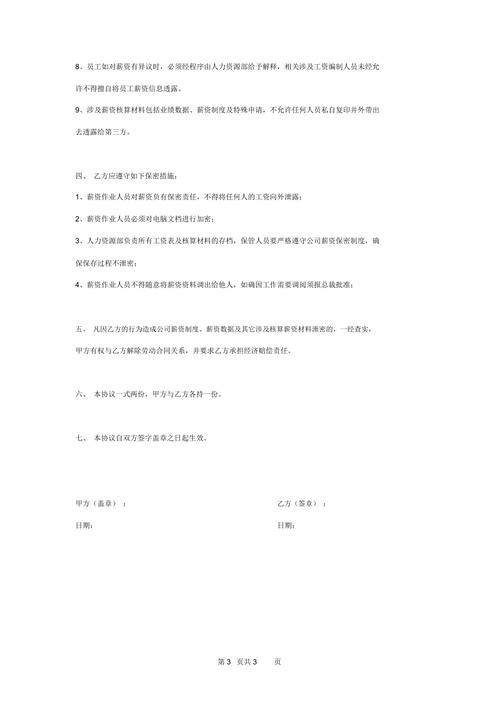 8、员工如对薪资有异议时，必须经程序由人力资源部给予解释，相关涉及工资编制人员未经允
许不得擅自将员工薪资信息透露。
9、涉及薪资核算材料包括业绩数据、薪资制度及特殊申请，不允许任何人员私自复印并外带出
去透露给第三方。
四、 乙方应遵守如下保密措施：
1、薪资作业人员对薪资负有保密责任，不得将任何人的工资向外泄露；
2、薪资作业人员必须对电脑文档进行加密；
3、人力资源部负责所有工资表及核算材料的存档，保管人员要严格遵守公司薪资保密制度，确
保保存过程不泄密；
4、薪资作业人员不得随意将薪资资料调出给他人，如确因工作需要调阅须报总裁批准；
五、 凡因乙方的行为造成公司薪资制度、薪资数据及其它涉及核算薪资材料泄密的，一经查实，
甲方有权与乙方解除劳动合同关系，并要求乙方承担经济赔偿责任。
六、 本协议一式两份，甲方与乙方各持一份。
七、 本协议自双方签字盖章之日起生效。
甲方（盖章）： 乙方（签章）：
日期： 日期：
第 3 页共 3 页